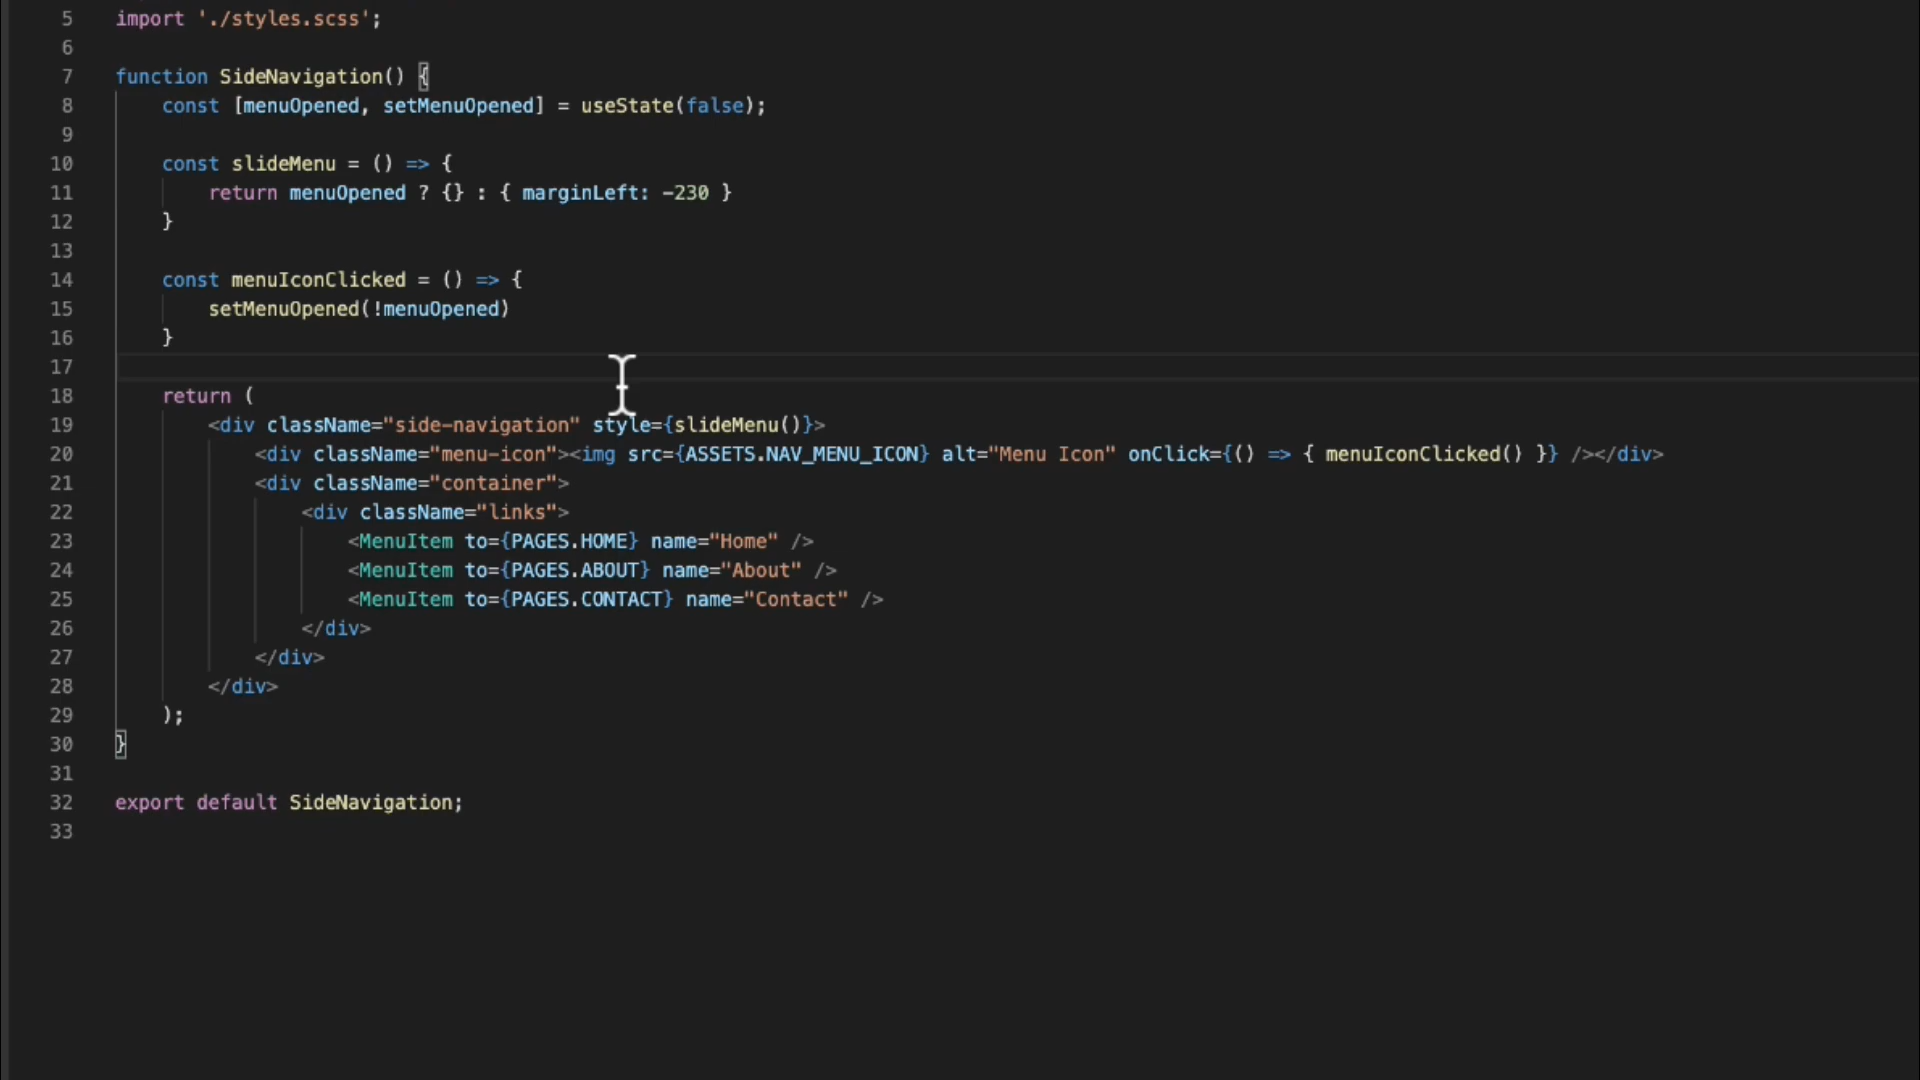 5 import './styles.scss';
6
7 function SideNavigation() {
8 const [menuOpened, setMenuOpened] = useState(false);
9
10 const slideMenu = () => {
11 return menuOpened ? {} : { marginLeft: -230 }
12 }
13
14 const menuIconClicked = () => {
15 setMenuOpened(!menuOpened)
16 }
17
18 return (
19 <div className="side-navigation" style={slideMenu()}>
20 <div className="menu-icon"><img src={ASSETS.NAV_MENU_ICON} alt="Menu Icon" onClick={() => { menuIconClicked() }} /></div>
21 <div className="container">
22 <div className="links">
23 <MenuItem to={PAGES.HOME} name="Home" />
24 <MenuItem to={PAGES.ABOUT} name="About" />
25 <MenuItem to={PAGES.CONTACT} name="Contact" />
26 </div>
27 </div>
28 </div>
29 );
30 }
31
32 export default SideNavigation;
33